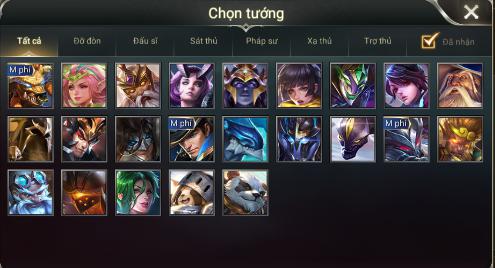 Chọn tướng
Tất cả Đỡ đòn Đấu sĩ Sát thủ Pháp sư Xạ thủ Trợ thủ Đã nhận
M phí
M phí M phí